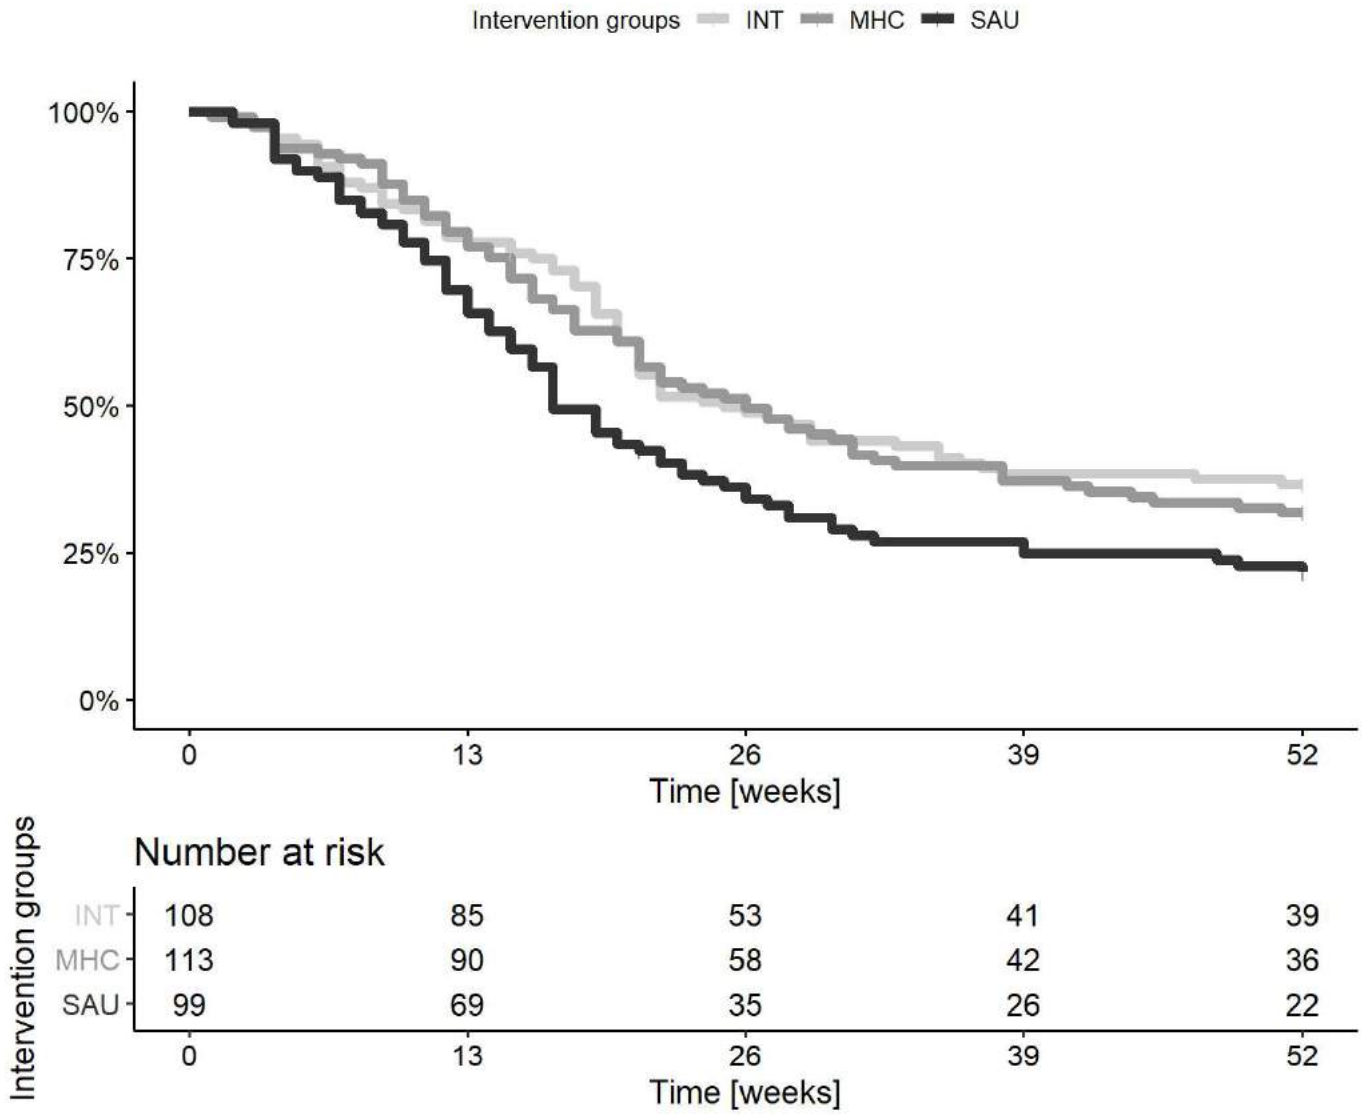 Intervention groups INT MHC SAU
100%
75%
50%
25%
0%
0 13 26 39 52
Time [weeks]
Number at risk
Intervention groups
INT 108 85 53 41 39
MHC 113 90 58 42 36
SAU 99 69 35 26 22
0 13 26 39 52
Time [weeks]